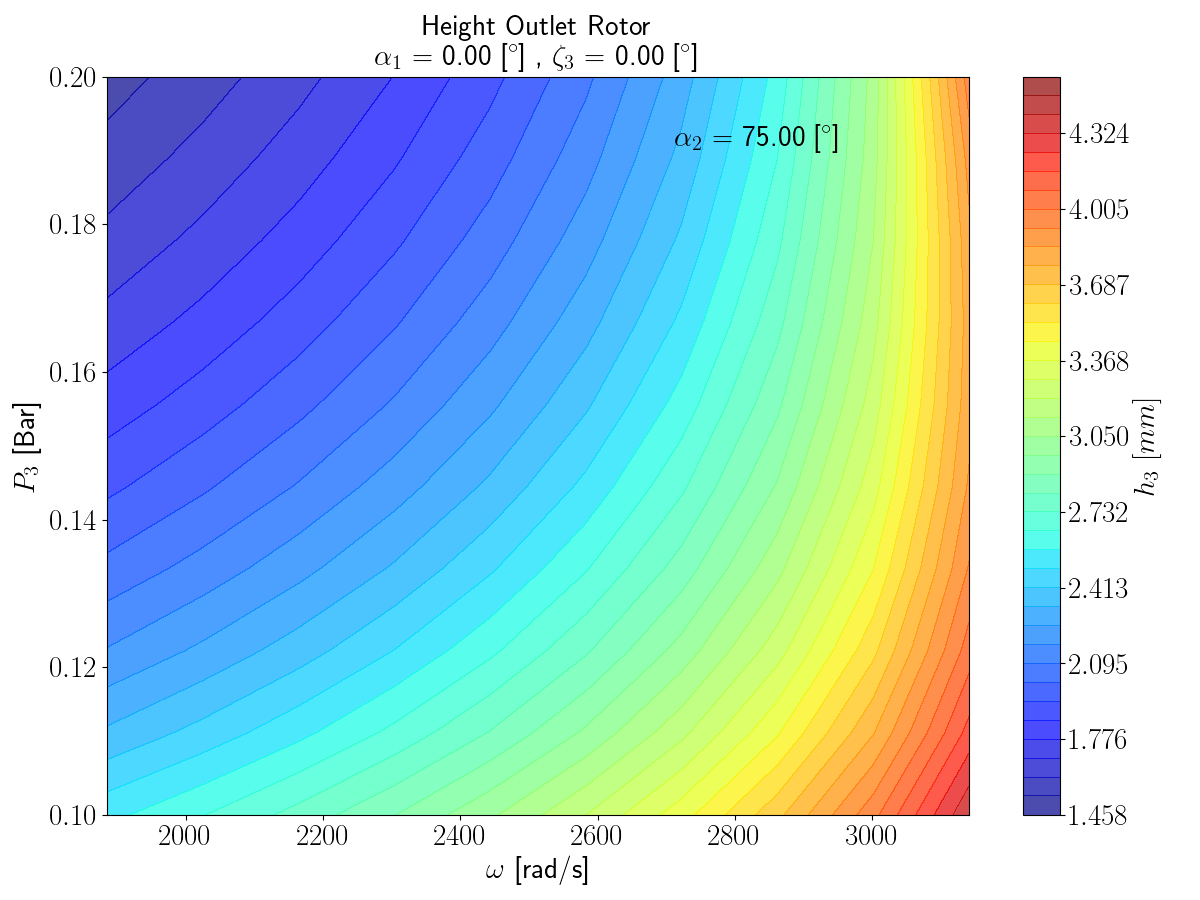 Height Outlet Rotor
α₁ = 0.00 [°] , ζ₃ = 0.00 [°]
α₂ = 75.00 [°]
P₃ [Bar]
0.20
0.18
0.16
0.14
0.12
0.10
2000 2200 2400 2600 2800 3000
ω [rad/s]
4.324
4.005
3.687
3.368
3.050
2.732
2.413
2.095
1.776
1.458
h₃ [mm]